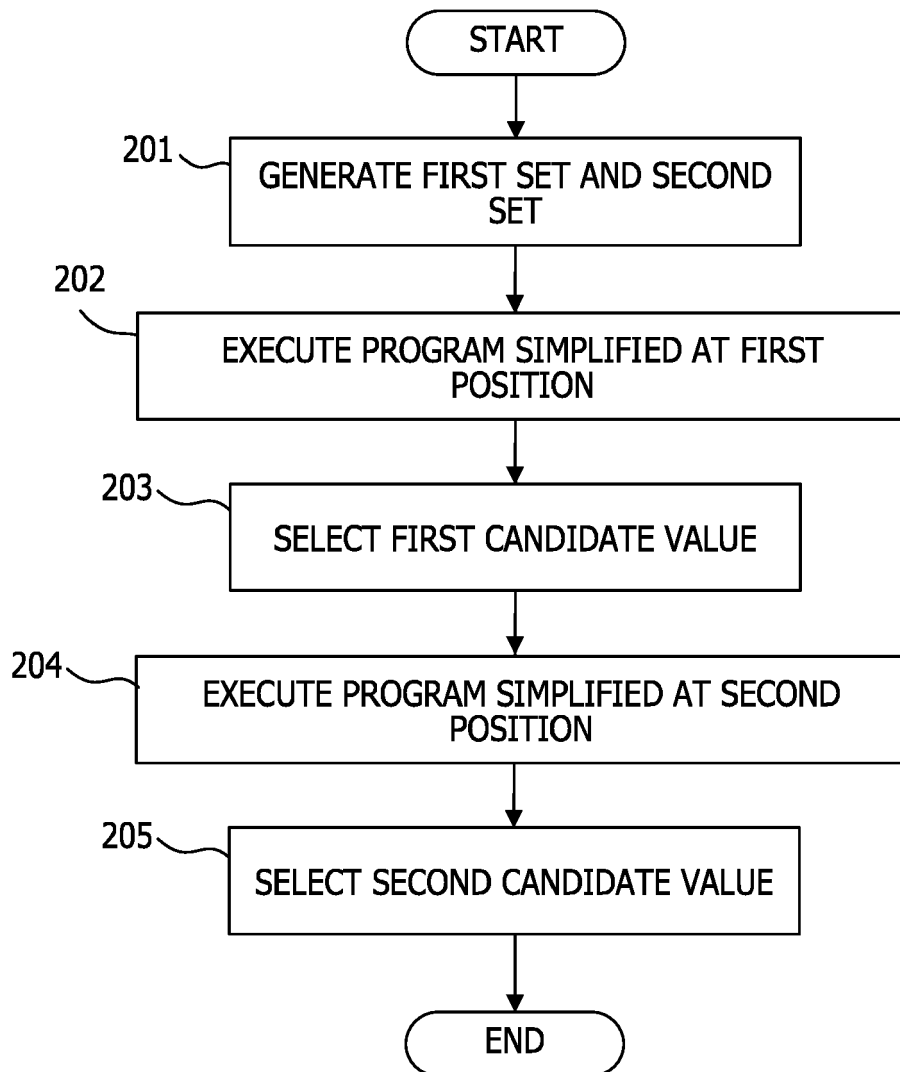 START
201
GENERATE FIRST SET AND SECOND
SET
202
EXECUTE PROGRAM SIMPLIFIED AT FIRST
POSITION
203
SELECT FIRST CANDIDATE VALUE
204
EXECUTE PROGRAM SIMPLIFIED AT SECOND
POSITION
205
SELECT SECOND CANDIDATE VALUE
END